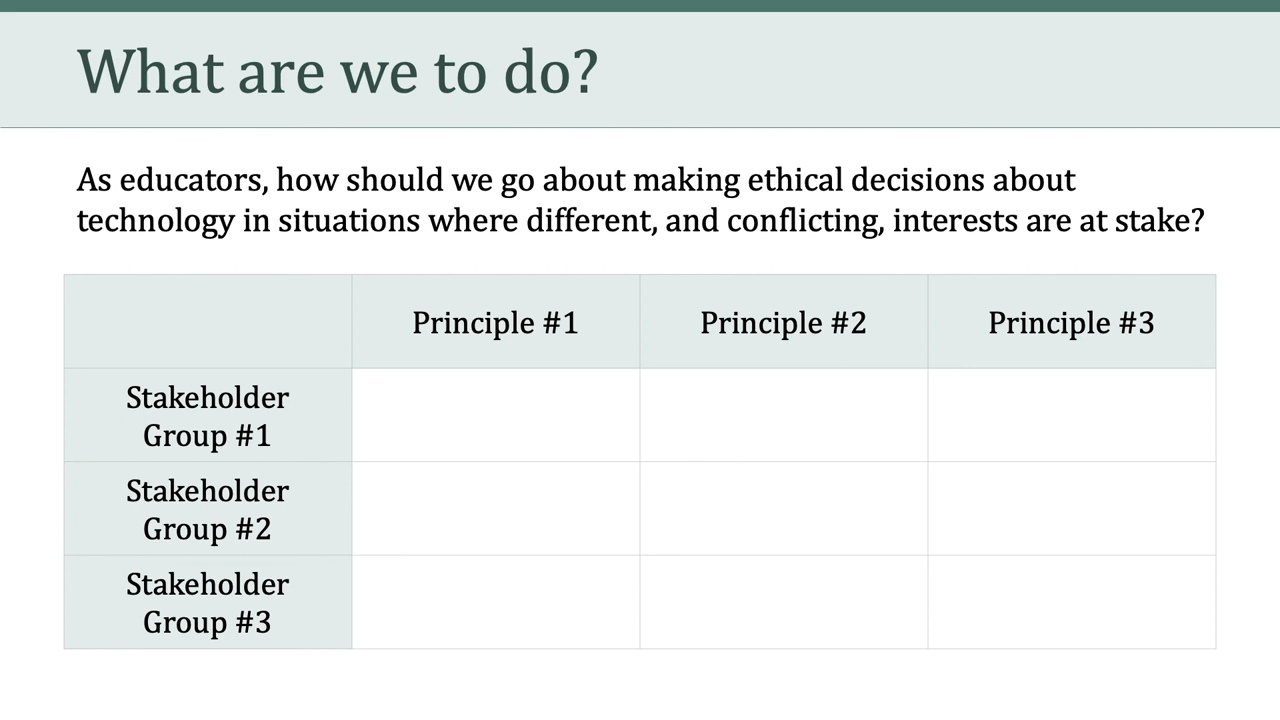 What are we to do?
As educators, how should we go about making ethical decisions about
technology in situations where different, and conflicting, interests are at stake?
Principle #1
Principle #2
Principle #3
Stakeholder
Group #1
Stakeholder
Group #2
Stakeholder
Group #3